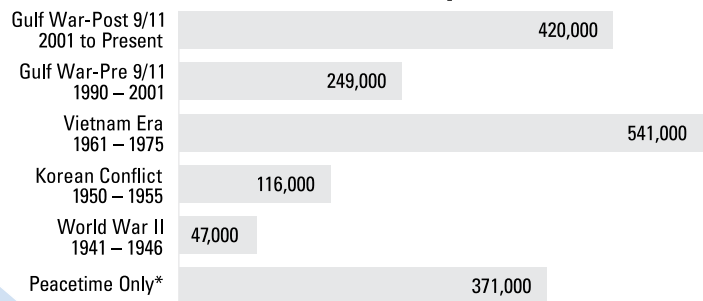 Gulf War-Post 9/11
2001 to Present
420,000
Gulf War-Pre 9/11
1990 – 2001
249,000
Vietnam Era
1961 – 1975
541,000
Korean Conflict
1950 – 1955
116,000
World War II
1941 – 1946
47,000
Peacetime Only*
371,000